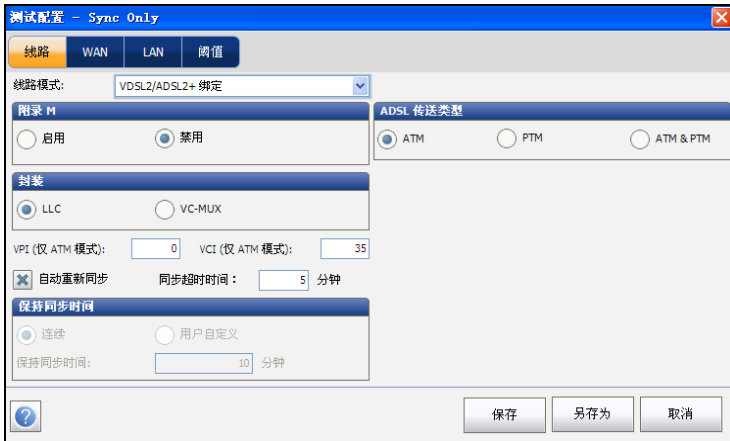 测试配置 - Sync Only
线路 WAN LAN 阈值
线路模式: VDSL2/ADSL2+ 绑定
附录 M
启用 禁用
ADSL 传送类型
ATM PTM ATM & PTM
封装
LLC VC-MUX
VPI (仅 ATM 模式): 0 VCI (仅 ATM 模式): 35
自动重新同步 同步超时时间: 5 分钟
保持同步时间
连续 用户自定义
保持同步时间: 10 分钟
? 保存 另存为 取消